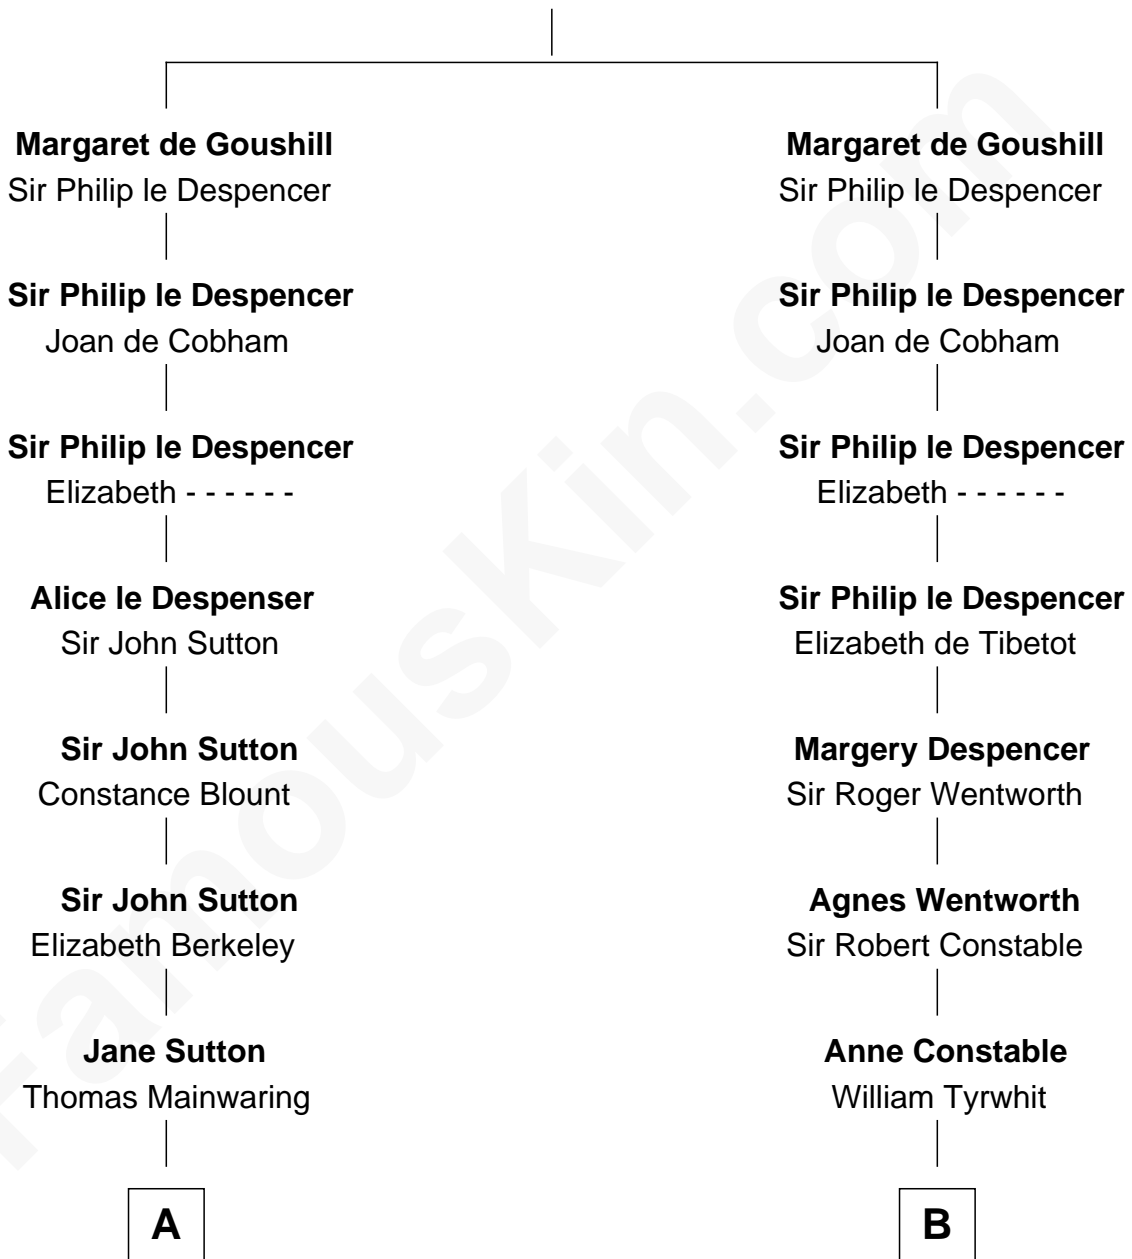 Margaret de Goushill
Sir Philip le Despencer
Sir Philip le Despencer
Joan de Cobham
Sir Philip le Despencer
Elizabeth - - - - - -
Alice le Despenser
Sir John Sutton
Sir John Sutton
Constance Blount
Sir John Sutton
Elizabeth Berkeley
Jane Sutton
Thomas Mainwaring
A
Margaret de Goushill
Sir Philip le Despencer
Sir Philip le Despencer
Joan de Cobham
Sir Philip le Despencer
Elizabeth - - - - - -
Sir Philip le Despencer
Elizabeth de Tibetot
Margery Despencer
Sir Roger Wentworth
Agnes Wentworth
Sir Robert Constable
Anne Constable
William Tyrwhit
B
FamousKin.com